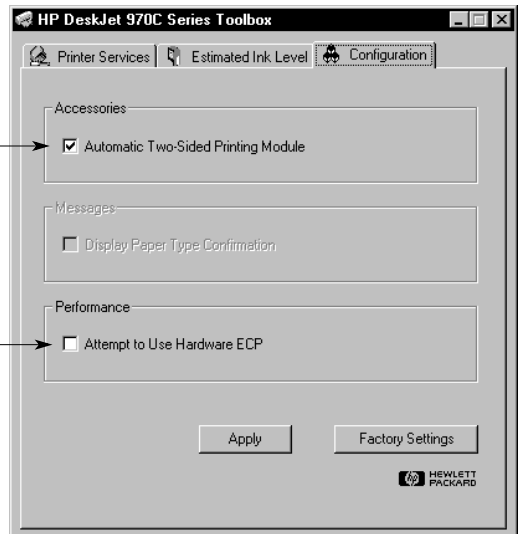 HP DeskJet 970C Series Toolbox
Printer Services
Estimated Ink Level
Configuration
Accessories
Automatic Two-Sided Printing Module
Messages
Display Paper Type Confirmation
Performance
Attempt to Use Hardware ECP
Apply
Factory Settings
hp HEWLETT
PACKARD